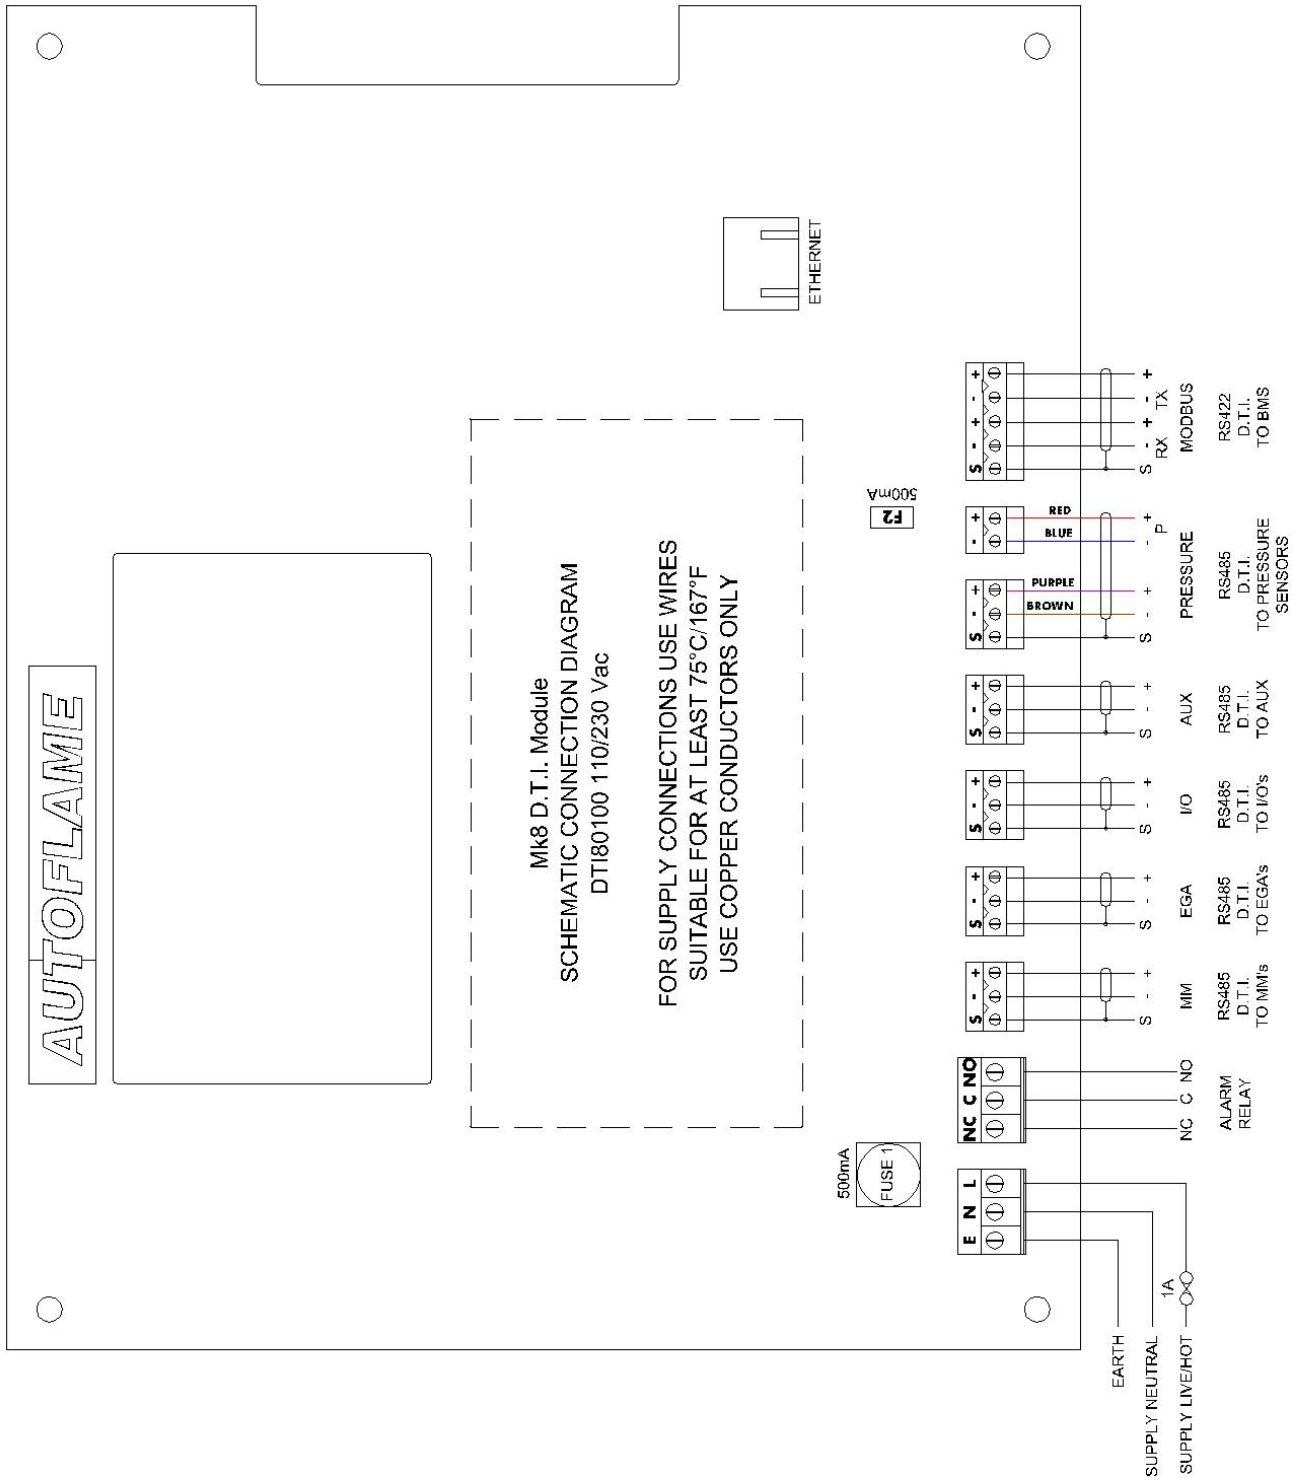 AUTOFLAME
Mk8 D.T.I. Module
SCHEMATIC CONNECTION DIAGRAM
DTI80100 110/230 Vac
FOR SUPPLY CONNECTIONS USE WIRES
SUITABLE FOR AT LEAST 75°C/167°F
USE COPPER CONDUCTORS ONLY
ETHERNET
500mA
FUSE 1
F2
500mA
E N L
NC C NO
S - +
S - +
S - +
S - +
S - +
- +
S - + - +
BROWN
PURPLE
BLUE
RED
EARTH
SUPPLY NEUTRAL
SUPPLY LIVE/HOT
1A
NC C NO
ALARM
RELAY
S - +
MM
RS485
D.T.I.
TO MM's
S - +
EGA
RS485
D.T.I.
TO EGA's
S - +
I/O
RS485
D.T.I.
TO I/O's
S - +
AUX
RS485
D.T.I.
TO AUX
S - + - +
P
PRESSURE
RS485
D.T.I.
TO PRESSURE
SENSORS
S - + - +
RX TX
MODBUS
RS422
D.T.I.
TO BMS